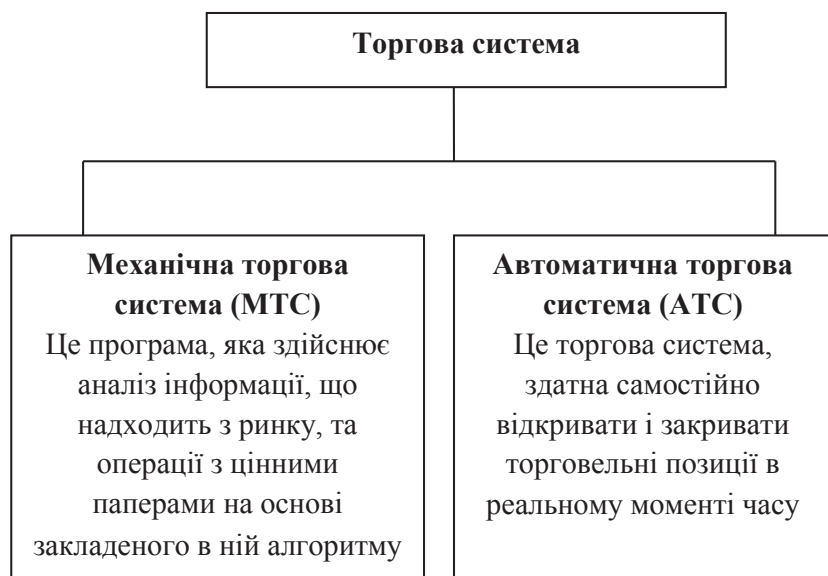 Торгова система
Механічна торгова
система (МТС)
Це програма, яка здійснює
аналіз інформації, що
надходить з ринку, та
операції з цінними
паперами на основі
закладеного в ній алгоритму
Автоматична торгова
система (АТС)
Це торгова система,
здатна самостійно
відкривати і закривати
торговельні позиції в
реальному моменті часу